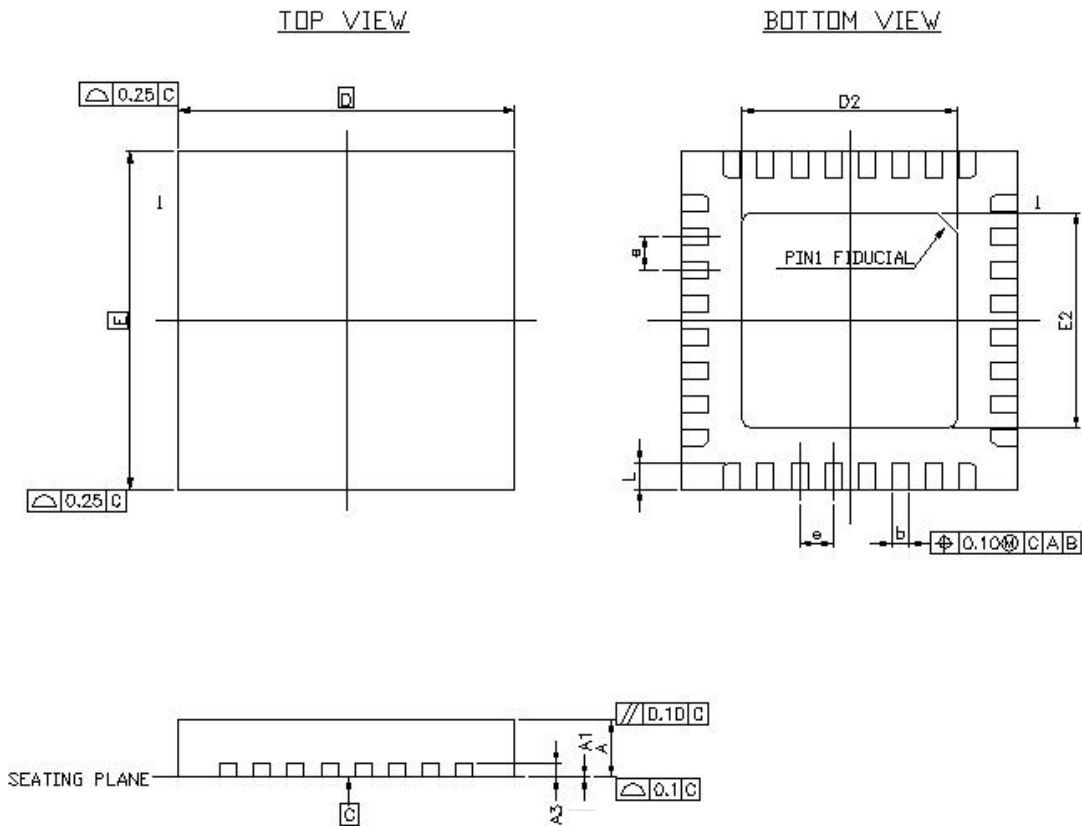 TOP VIEW
BOTTOM VIEW
⌓ 0.25 C
D
D2
1
1
e
PIN1 FIDUCIAL
E
E2
L
⌓ 0.25 C
e
b
⌖ 0.10 Ⓜ C A B
// 0.10 C
A1
A
SEATING PLANE
⌓ 0.1 C
C
A3